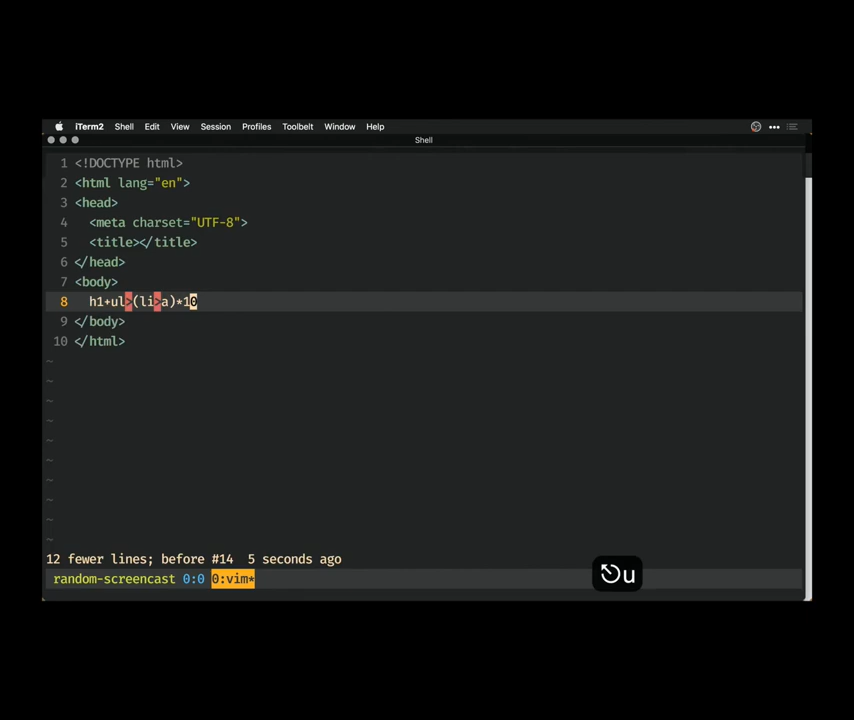 iTerm2 Shell Edit View Session Profiles Toolbelt Window Help
Shell
1 <!DOCTYPE html>
2 <html lang="en">
3 <head>
4   <meta charset="UTF-8">
5   <title></title>
6 </head>
7 <body>
8   h1+ul>(li>a)*10
9 </body>
10 </html>
~
~
~
~
~
~
~
~
~
~
12 fewer lines; before #14  5 seconds ago
random-screencast 0:0 0:vim*
u